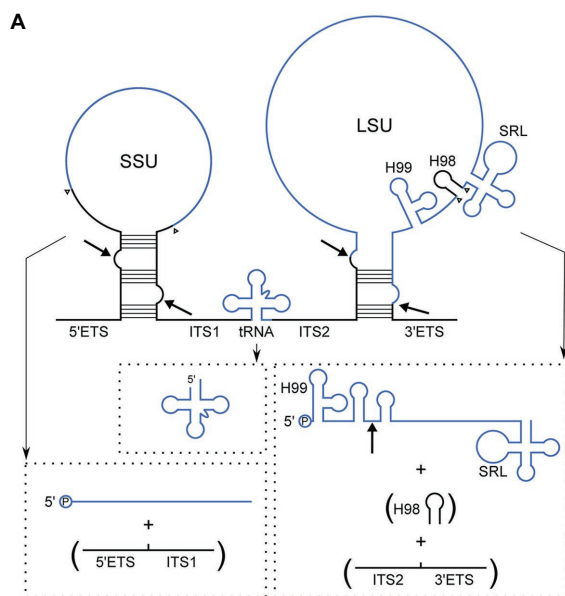 A
SSU
LSU
SRL
H98
H99
5'ETS
ITS1
tRNA
ITS2
3'ETS
5'
H99
5' P
SRL
5' P
+
+
( H98 )
+
( 5'ETS ITS1 )
( ITS2 3'ETS )